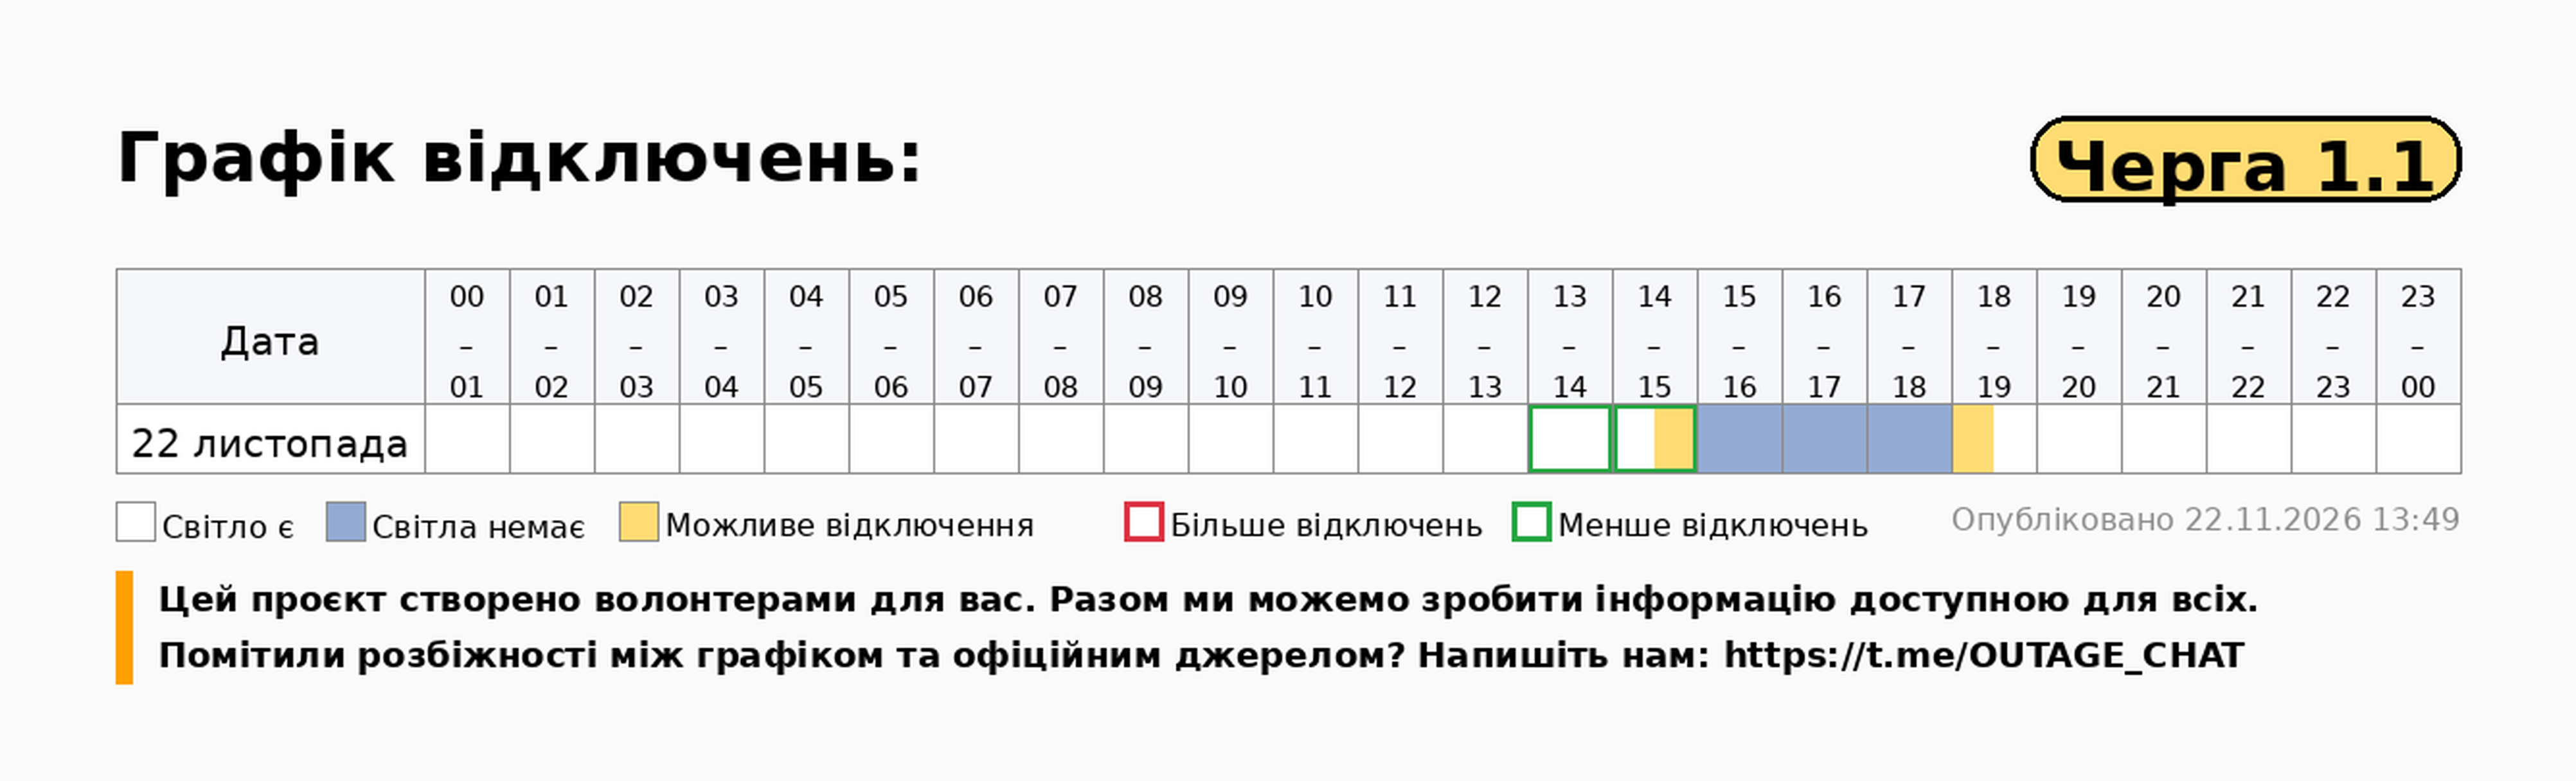 Графік відключень:
Черга 1.1
Дата
00 – 01
01 – 02
02 – 03
03 – 04
04 – 05
05 – 06
06 – 07
07 – 08
08 – 09
09 – 10
10 – 11
11 – 12
12 – 13
13 – 14
14 – 15
15 – 16
16 – 17
17 – 18
18 – 19
19 – 20
20 – 21
21 – 22
22 – 23
23 – 00
22 листопада
Світло є
Світла немає
Можливе відключення
Більше відключень
Менше відключень
Опубліковано 22.11.2026 13:49
Цей проєкт створено волонтерами для вас. Разом ми можемо зробити інформацію доступною для всіх.
Помітили розбіжності між графіком та офіційним джерелом? Напишіть нам: https://t.me/OUTAGE_CHAT